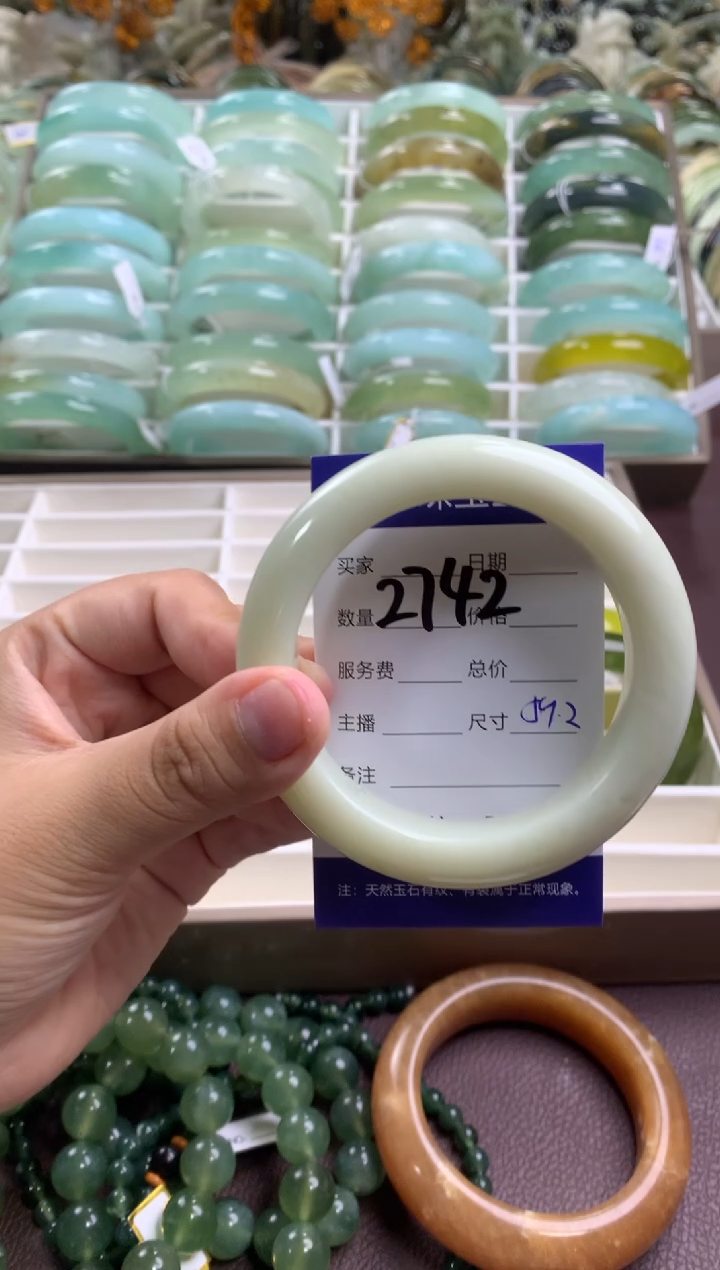 买家 日期
2742
数量 价格
服务费 总价
主播 尺寸 59.2
备注
注：天然玉石有纹、有裂属于正常现象。